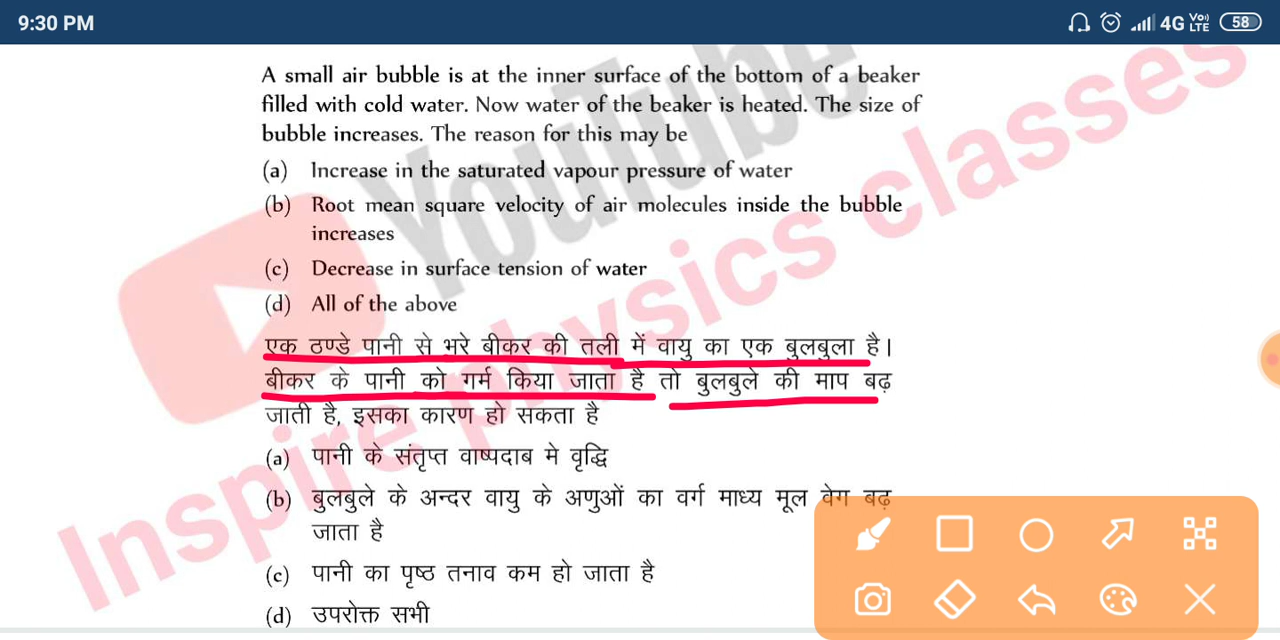 9:30 PM
4G Vo) LTE 58
A small air bubble is at the inner surface of the bottom of a beaker
filled with cold water. Now water of the beaker is heated. The size of
bubble increases. The reason for this may be
(a) Increase in the saturated vapour pressure of water
(b) Root mean square velocity of air molecules inside the bubble
increases
(c) Decrease in surface tension of water
(d) All of the above
एक ठण्डे पानी से भरे बीकर की तली में वायु का एक बुलबुला है।
बीकर के पानी को गर्म किया जाता है तो बुलबुले की माप बढ़
जाती है, इसका कारण हो सकता है
(a) पानी के संतृप्त वाष्पदाब मे वृद्धि
(b) बुलबुले के अन्दर वायु के अणुओं का वर्ग माध्य मूल वेग बढ़
जाता है
(c) पानी का पृष्ठ तनाव कम हो जाता है
(d) उपरोक्त सभी
YouTube
Inspire physics classes